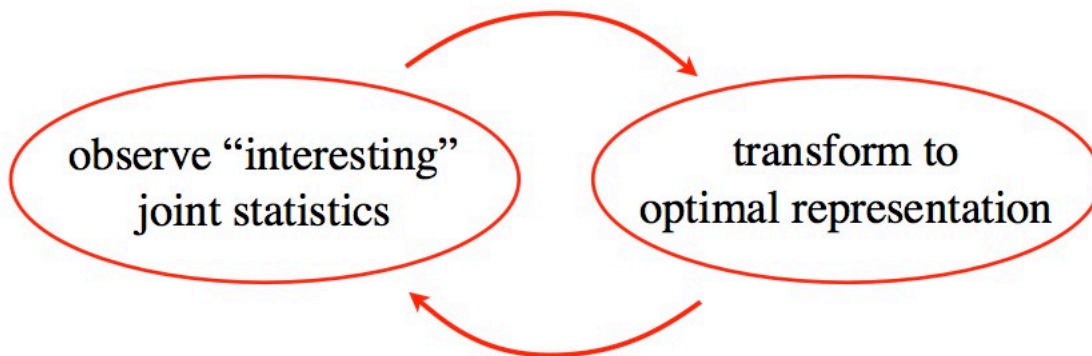 observe “interesting”
joint statistics
transform to
optimal representation